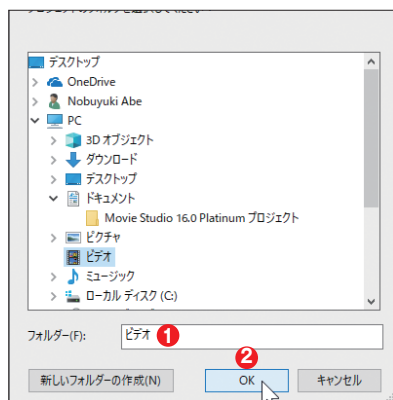 デスクトップ
OneDrive
Nobuyuki Abe
PC
3D オブジェクト
ダウンロード
デスクトップ
ドキュメント
Movie Studio 16.0 Platinum プロジェクト
ピクチャ
ビデオ
ミュージック
ローカル ディスク (C:)
フォルダー(F): ビデオ 1
2
新しいフォルダーの作成(N) OK キャンセル